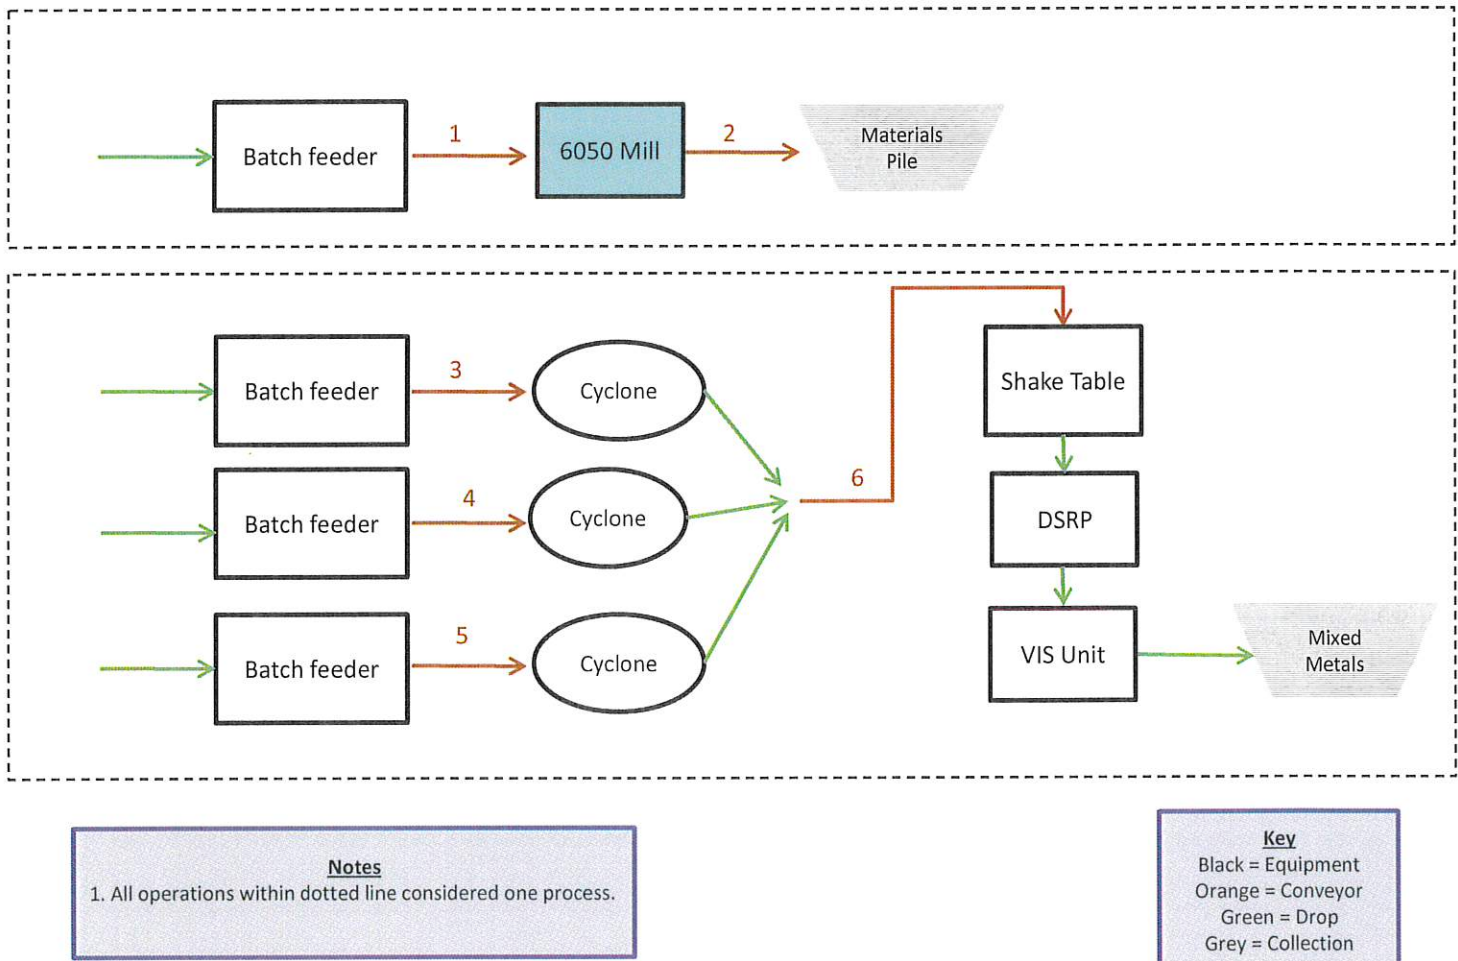 Batch feeder
1
6050 Mill
2
Materials
Pile
Batch feeder
3
Cyclone
Batch feeder
4
Cyclone
Batch feeder
5
Cyclone
6
Shake Table
DSRP
VIS Unit
Mixed
Metals
Notes
1. All operations within dotted line considered one process.
Key
Black = Equipment
Orange = Conveyor
Green = Drop
Grey = Collection